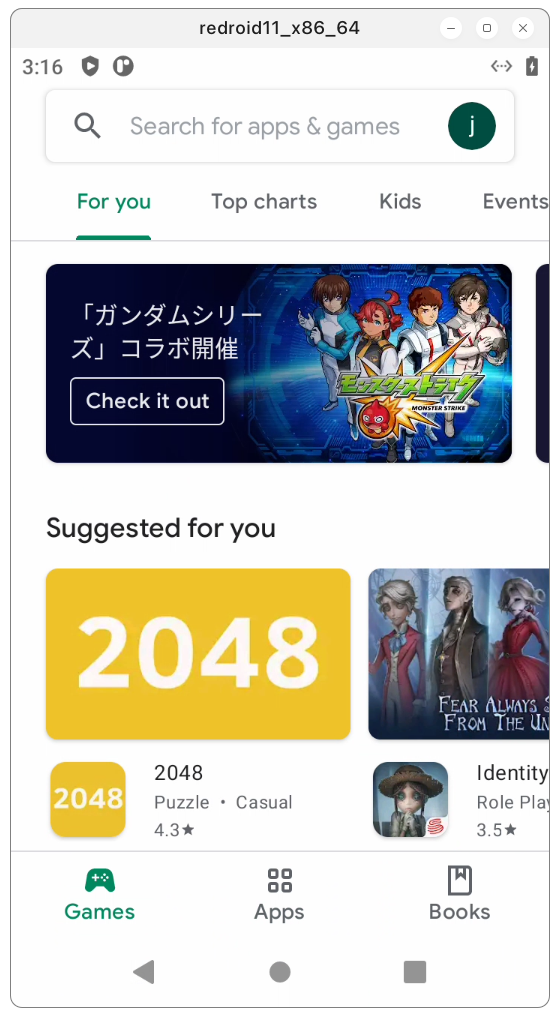 redroid11_x86_64
3:16
Search for apps & games
j
For you
Top charts
Kids
Events
「ガンダムシリー
ズ」コラボ開催
Check it out
モンスターストライク
MONSTER STRIKE
Suggested for you
2048
FEAR ALWAYS S
FROM THE UN
2048
2048
Puzzle • Casual
4.3★
Identity
Role Play
3.5★
Games
Apps
Books